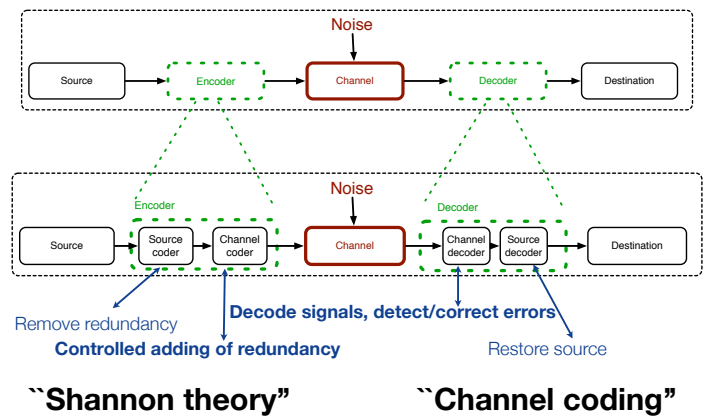 Noise
Source
Encoder
Channel
Decoder
Destination
Noise
Encoder
Decoder
Source
Source
coder
Channel
coder
Channel
Channel
decoder
Source
decoder
Destination
Remove redundancy
Decode signals, detect/correct errors
Controlled adding of redundancy
Restore source
``Shannon theory”
``Channel coding”